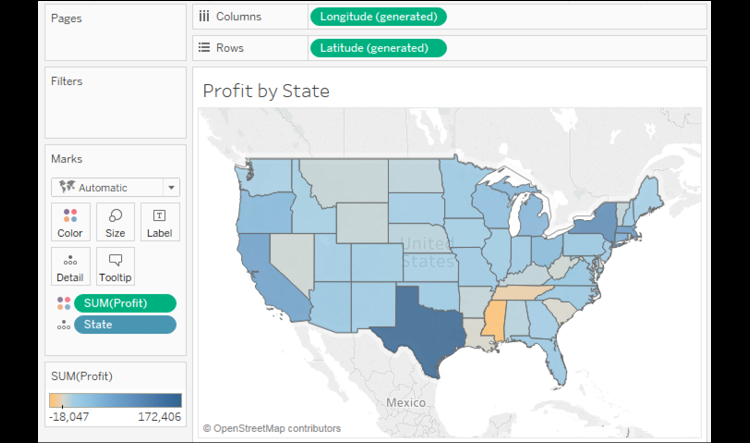 Pages
Columns
Longitude (generated)
Rows
Latitude (generated)
Filters
Profit by State
Marks
Automatic
Color
Size
Label
Detail
Tooltip
SUM(Profit)
State
SUM(Profit)
-18,047
172,406
United
States
Mexico
© OpenStreetMap contributors